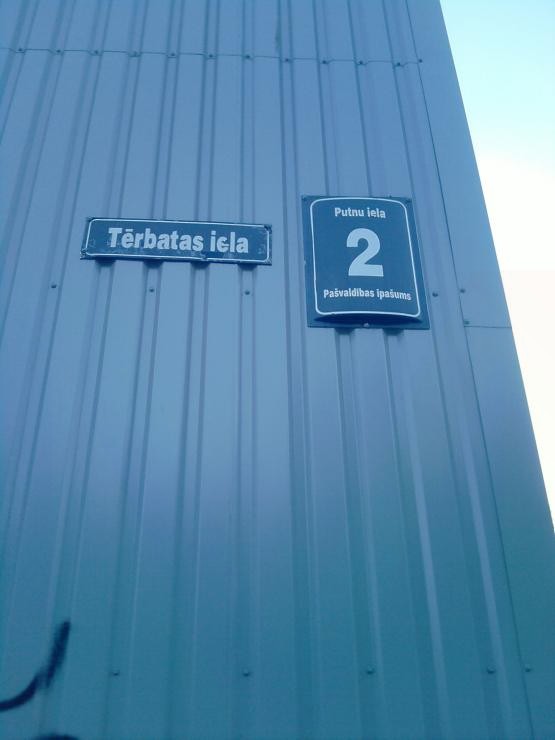 Tērbatas iela
Putnu iela
2
Pašvaldības īpašums